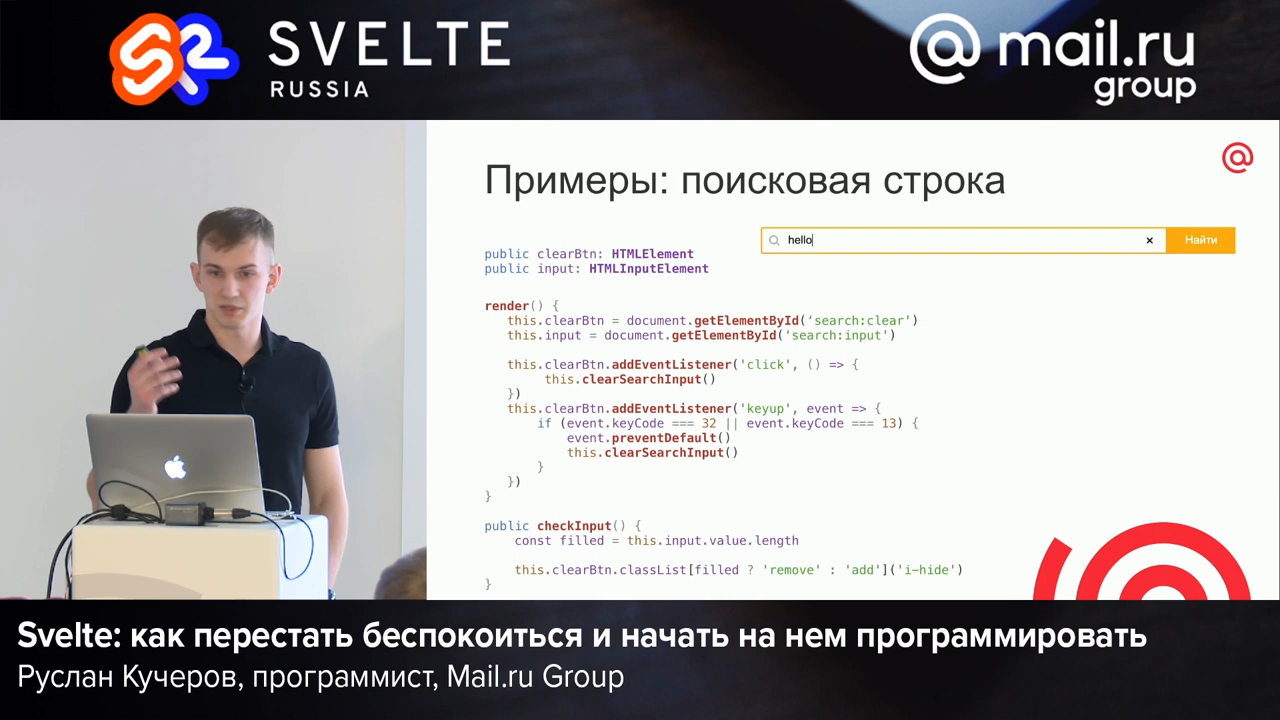 SVELTE
RUSSIA
@mail.ru
group
Примеры: поисковая строка
hello
×
Найти
public clearBtn: HTMLElement
public input: HTMLInputElement
render() {
this.clearBtn = document.getElementById('search:clear')
this.input = document.getElementById('search:input')
this.clearBtn.addEventListener('click', () => {
this.clearSearchInput()
})
this.clearBtn.addEventListener('keyup', event => {
if (event.keyCode === 32 || event.keyCode === 13) {
event.preventDefault()
this.clearSearchInput()
}
})
}
public checkInput() {
const filled = this.input.value.length
this.clearBtn.classList[filled ? 'remove' : 'add']('i-hide')
}
Svelte: как перестать беспокоиться и начать на нем программировать
Руслан Кучеров, программист, Mail.ru Group